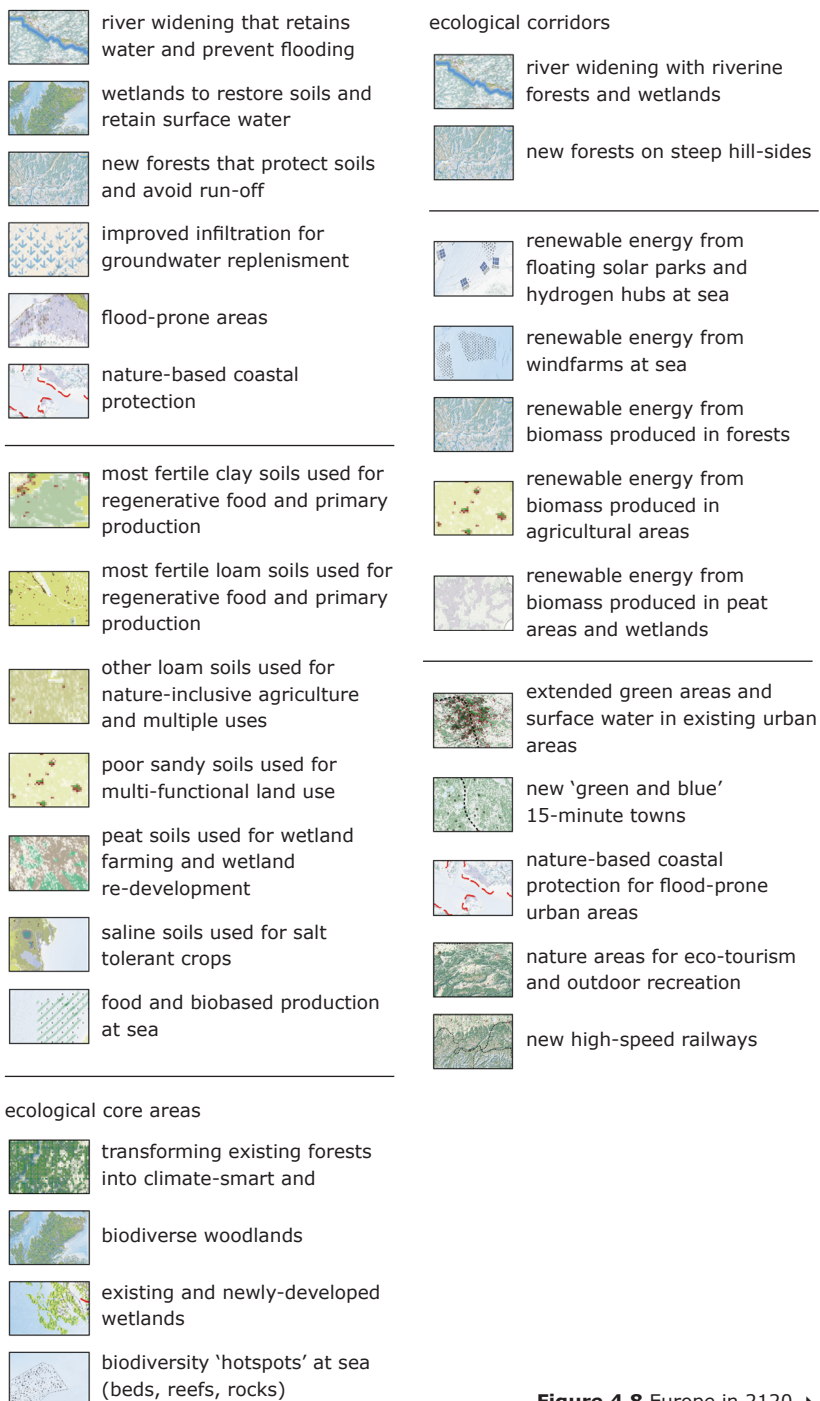 river widening that retains
water and prevent flooding
wetlands to restore soils and
retain surface water
new forests that protect soils
and avoid run-off
improved infiltration for
groundwater replenisment
flood-prone areas
nature-based coastal
protection
most fertile clay soils used for
regenerative food and primary
production
most fertile loam soils used for
regenerative food and primary
production
other loam soils used for
nature-inclusive agriculture
and multiple uses
poor sandy soils used for
multi-functional land use
peat soils used for wetland
farming and wetland
re-development
saline soils used for salt
tolerant crops
food and biobased production
at sea
ecological core areas
transforming existing forests
into climate-smart and
biodiverse woodlands
existing and newly-developed
wetlands
biodiversity ‘hotspots’ at sea
(beds, reefs, rocks)
ecological corridors
river widening with riverine
forests and wetlands
new forests on steep hill-sides
renewable energy from
floating solar parks and
hydrogen hubs at sea
renewable energy from
windfarms at sea
renewable energy from
biomass produced in forests
renewable energy from
biomass produced in
agricultural areas
renewable energy from
biomass produced in peat
areas and wetlands
extended green areas and
surface water in existing urban
areas
new ‘green and blue’
15-minute towns
nature-based coastal
protection for flood-prone
urban areas
nature areas for eco-tourism
and outdoor recreation
new high-speed railways
Figure 4.8 Europe in 2120